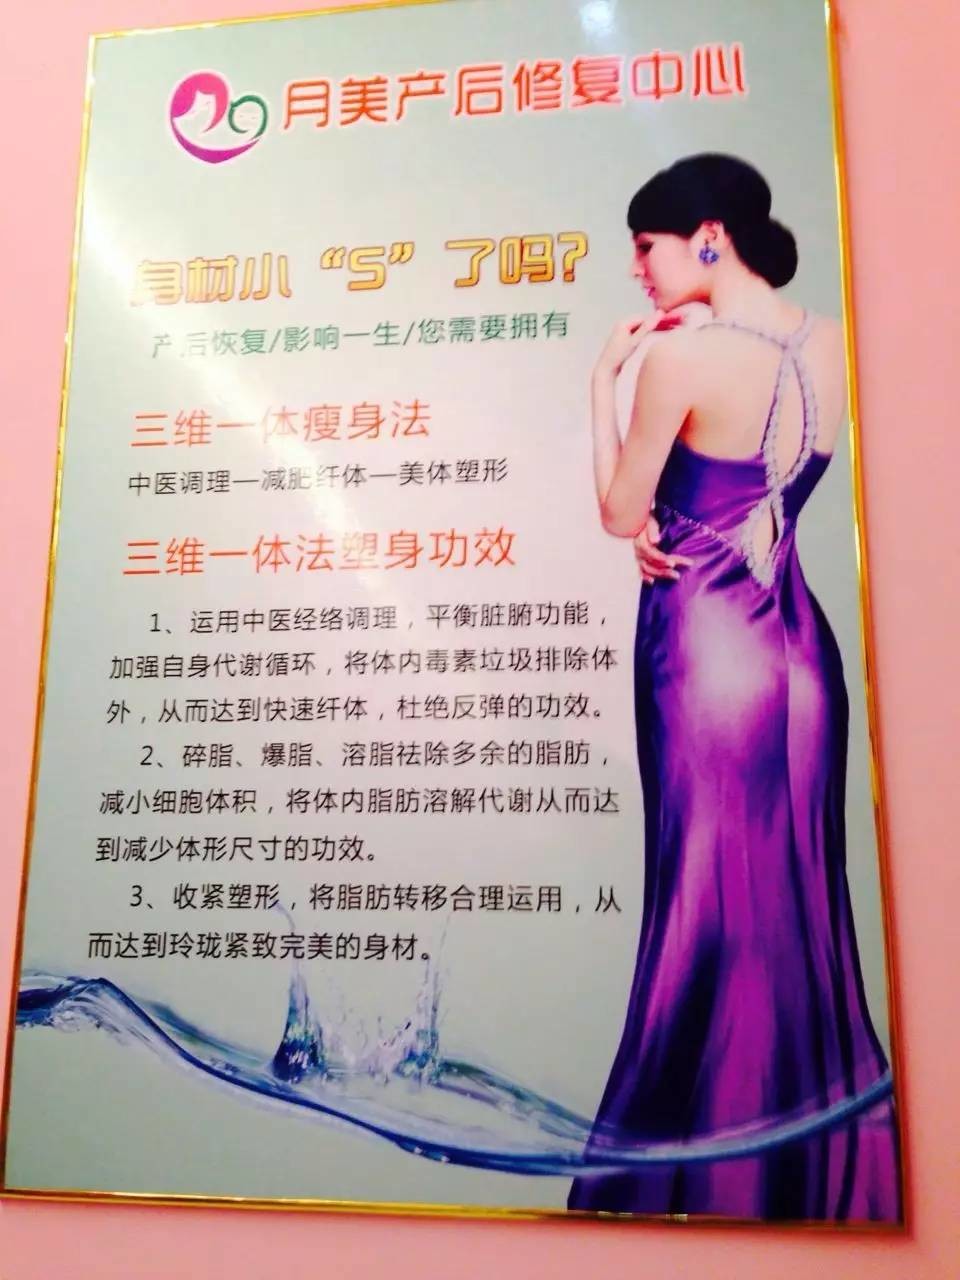 月美产后修复中心
身材小“S”了吗?
产后恢复/影响一生/您需要拥有
三维一体瘦身法
中医调理—减肥纤体—美体塑形
三维一体法塑身功效
1、运用中医经络调理，平衡脏腑功能，
加强自身代谢循环，将体内毒素垃圾排除体
外，从而达到快速纤体，杜绝反弹的功效。
2、碎脂、爆脂、溶脂祛除多余的脂肪，
减小细胞体积，将体内脂肪溶解代谢从而达
到减少体形尺寸的功效。
3、收紧塑形，将脂肪转移合理运用，从
而达到玲珑紧致完美的身材。